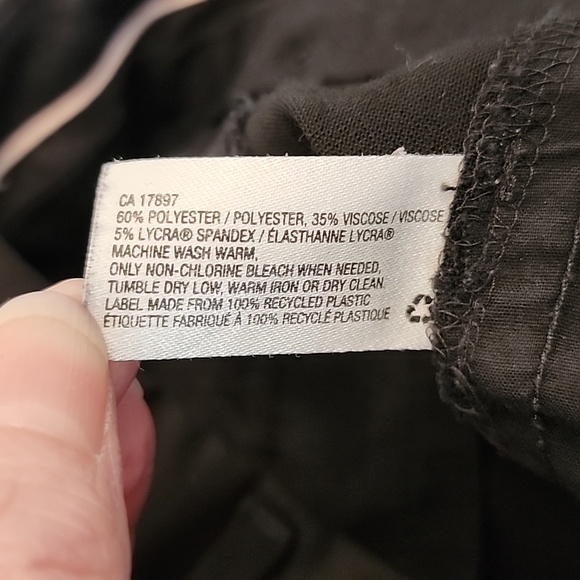 CA 17897
60% POLYESTER / POLYESTER, 35% VISCOSE / VISCOSE
5% LYCRA® SPANDEX / ÉLASTHANNE LYCRA®
MACHINE WASH WARM,
ONLY NON-CHLORINE BLEACH WHEN NEEDED,
TUMBLE DRY LOW, WARM IRON OR DRY CLEAN
LABEL MADE FROM 100% RECYCLED PLASTIC
ÉTIQUETTE FABRIQUÉ À 100% RECYCLÉ PLASTIQUE